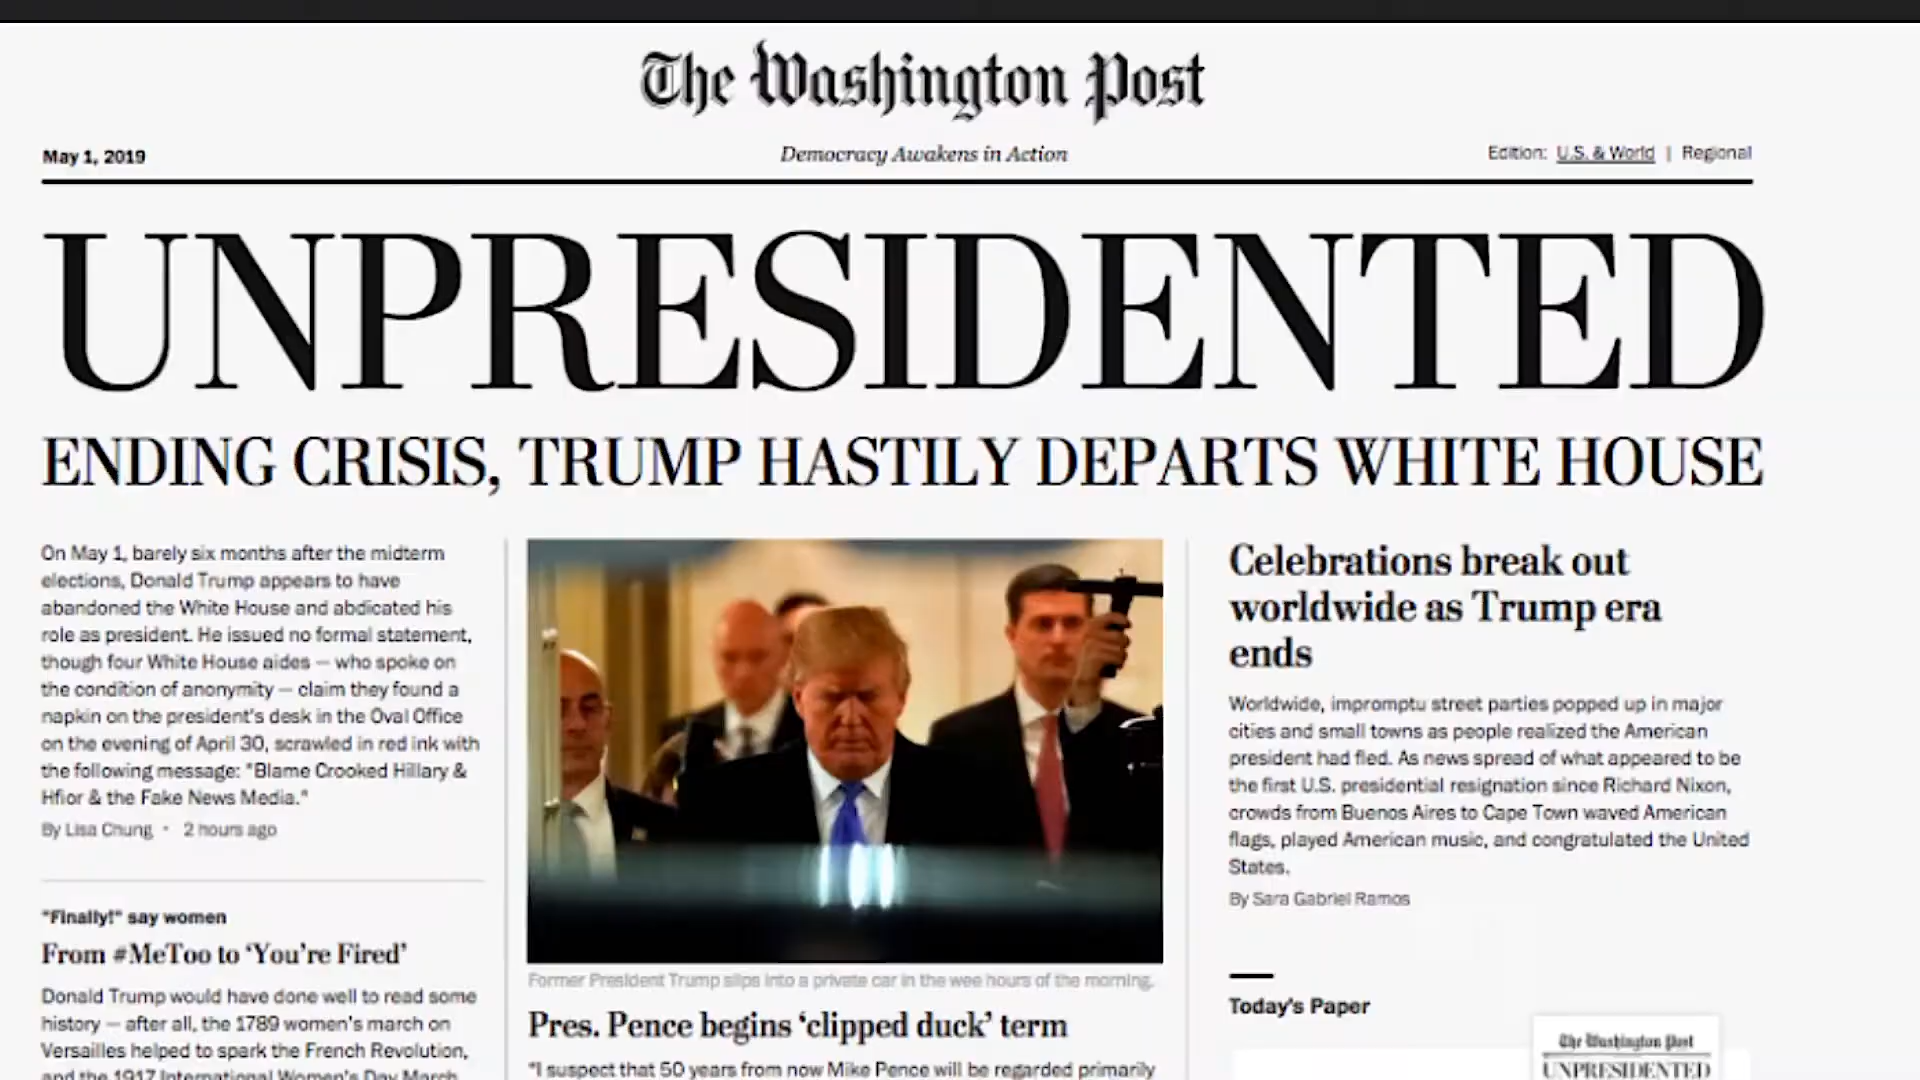 The Washington Post
May 1, 2019
Democracy Awakens in Action
Edition: U.S. & World | Regional
UNPRESIDENTED
ENDING CRISIS, TRUMP HASTILY DEPARTS WHITE HOUSE
On May 1, barely six months after the midterm
elections, Donald Trump appears to have
abandoned the White House and abdicated his
role as president. He issued no formal statement,
though four White House aides — who spoke on
the condition of anonymity — claim they found a
napkin on the president's desk in the Oval Office
on the evening of April 30, scrawled in red ink with
the following message: "Blame Crooked Hillary &
Hfior & the Fake News Media."
By Lisa Chung • 2 hours ago
"Finally!" say women
From #MeToo to ‘You’re Fired’
Donald Trump would have done well to read some
history — after all, the 1789 women's march on
Versailles helped to spark the French Revolution,
and the 1917 International Women's Day March
Former President Trump slips into a private car in the wee hours of the morning.
Pres. Pence begins ‘clipped duck’ term
"I suspect that 50 years from now Mike Pence will be regarded primarily
Celebrations break out
worldwide as Trump era
ends
Worldwide, impromptu street parties popped up in major
cities and small towns as people realized the American
president had fled. As news spread of what appeared to be
the first U.S. presidential resignation since Richard Nixon,
crowds from Buenos Aires to Cape Town waved American
flags, played American music, and congratulated the United
States.
By Sara Gabriel Ramos
Today's Paper
The Washington Post
UNPRESIDENTED